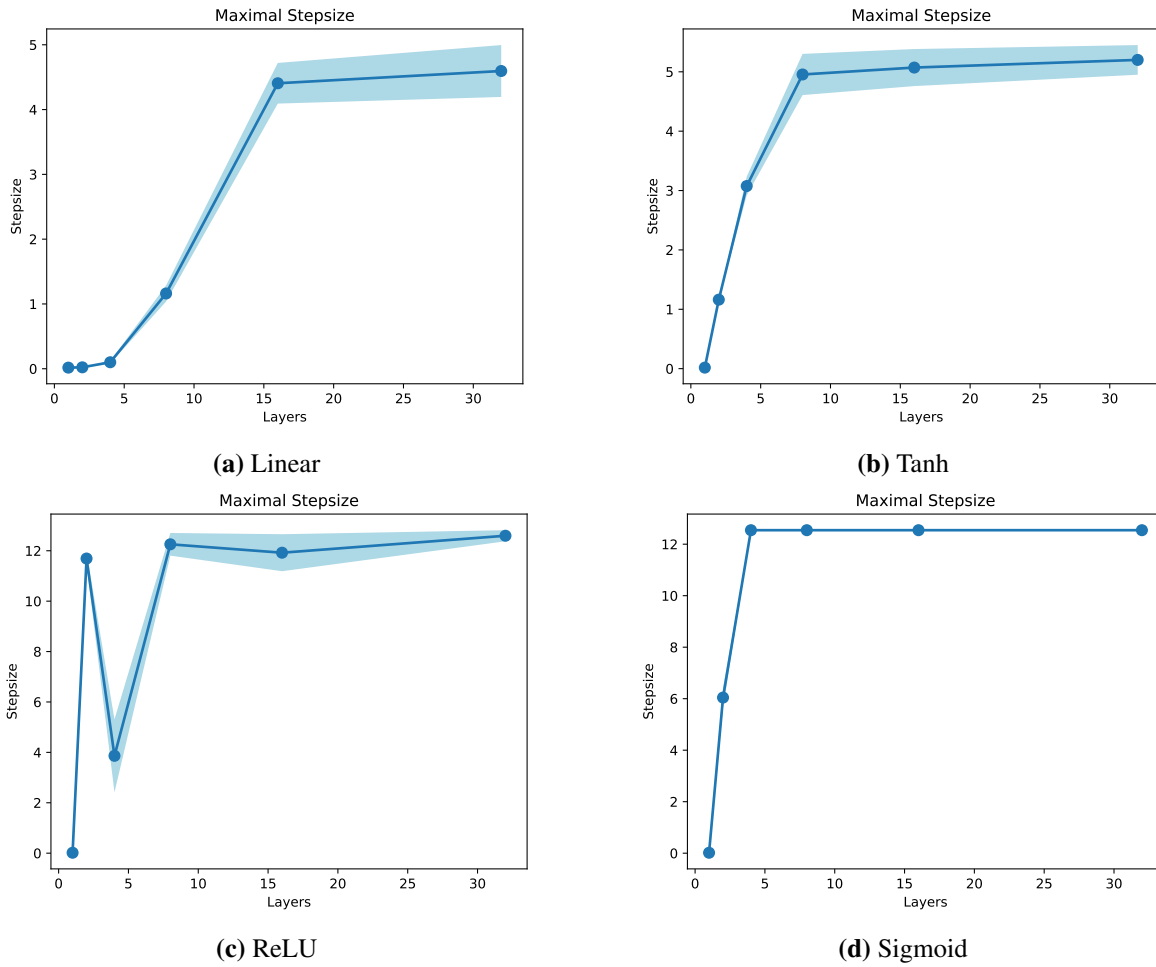 Maximal Stepsize
5
4
3
2
1
0
Stepsize
0 5 10 15 20 25 30
Layers
(a) Linear
Maximal Stepsize
5
4
3
2
1
0
Stepsize
0 5 10 15 20 25 30
Layers
(b) Tanh
Maximal Stepsize
12
10
8
6
4
2
0
Stepsize
0 5 10 15 20 25 30
Layers
(c) ReLU
Maximal Stepsize
12
10
8
6
4
2
0
Stepsize
0 5 10 15 20 25 30
Layers
(d) Sigmoid